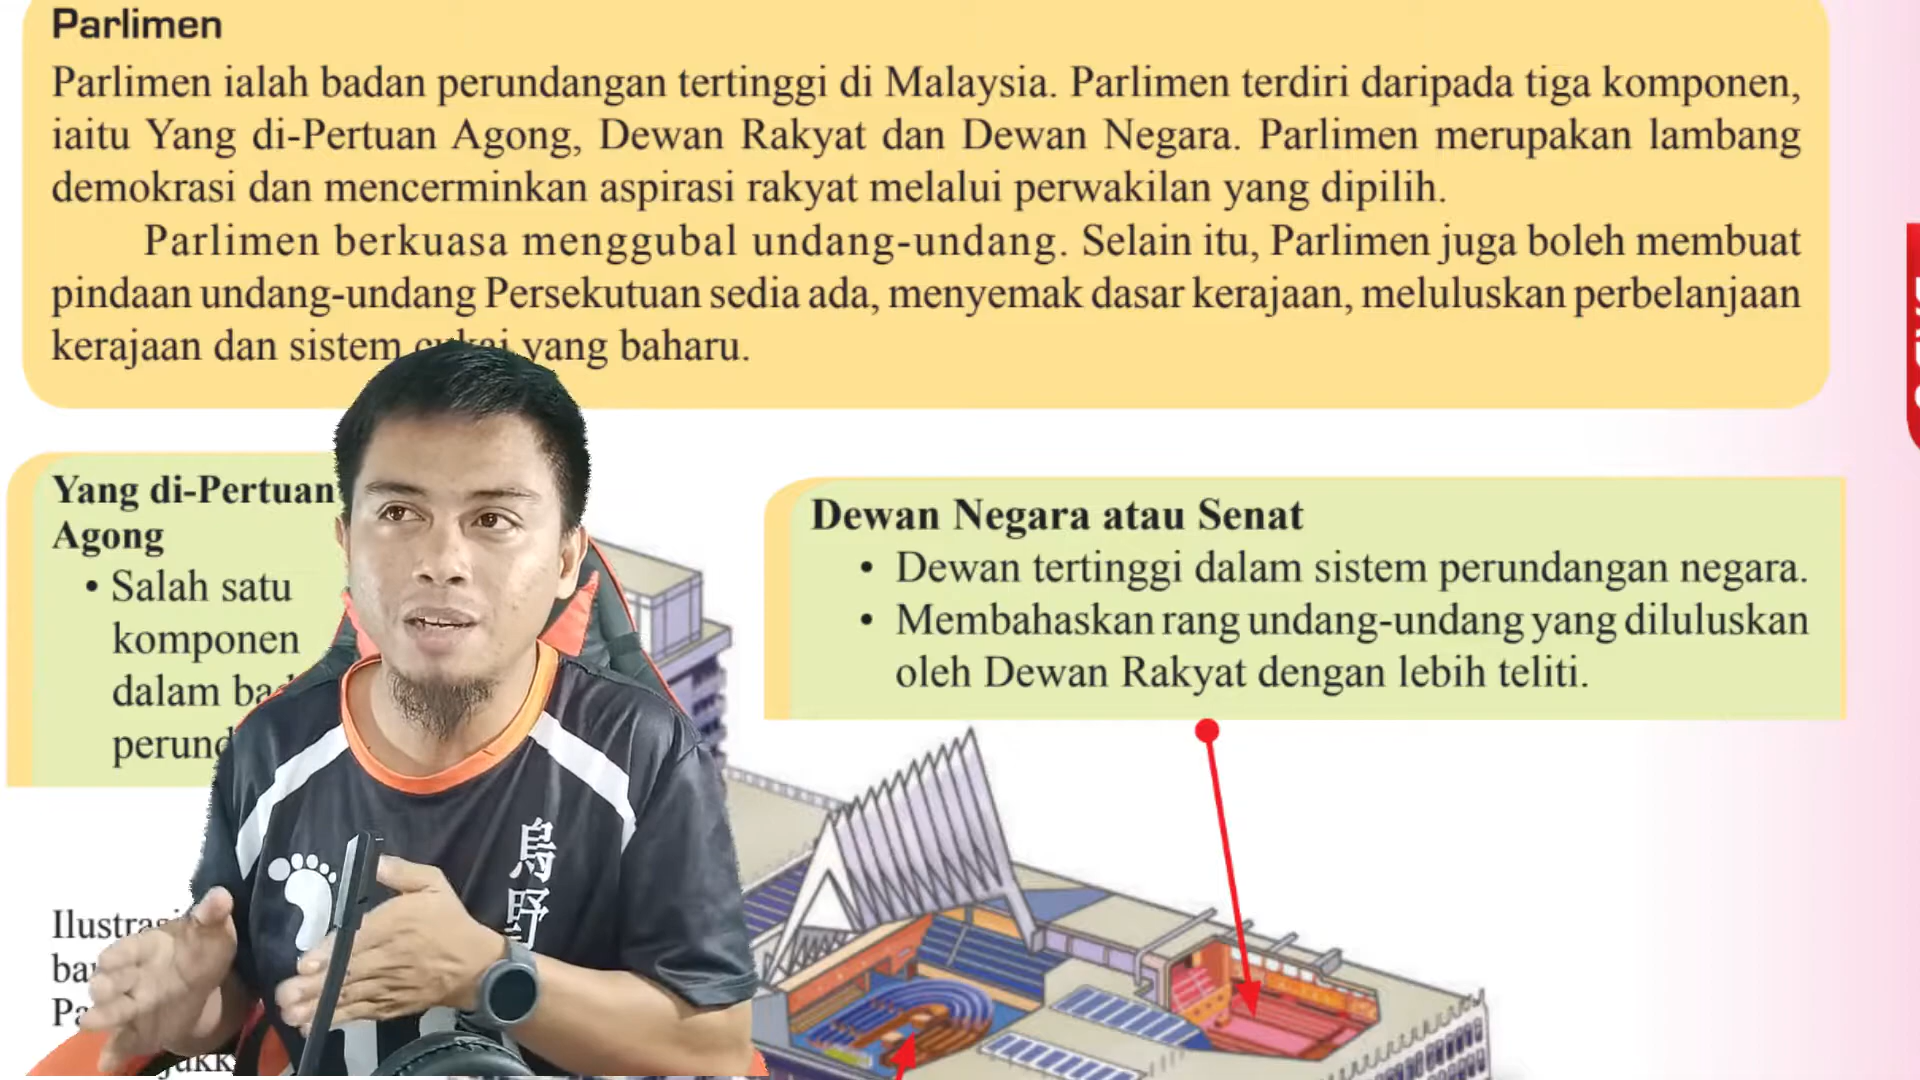 Parlimen
Parlimen ialah badan perundangan tertinggi di Malaysia. Parlimen terdiri daripada tiga komponen,
iaitu Yang di-Pertuan Agong, Dewan Rakyat dan Dewan Negara. Parlimen merupakan lambang
demokrasi dan mencerminkan aspirasi rakyat melalui perwakilan yang dipilih.
Parlimen berkuasa menggubal undang-undang. Selain itu, Parlimen juga boleh membuat
pindaan undang-undang Persekutuan sedia ada, menyemak dasar kerajaan, meluluskan perbelanjaan
kerajaan dan sistem cukai yang baharu.
Yang di-Pertuan
Agong
• Salah satu
komponen
dalam
Dewan Negara atau Senat
• Dewan tertinggi dalam sistem perundangan negara.
• Membahaskan rang undang-undang yang diluluskan
oleh Dewan Rakyat dengan lebih teliti.
烏
野